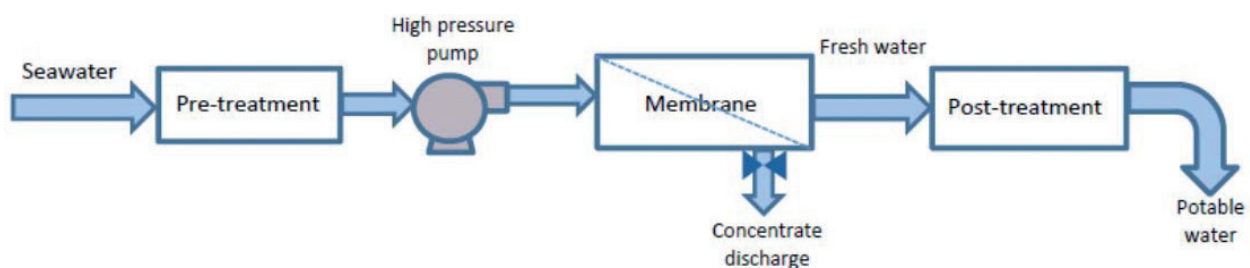 Seawater
Pre-treatment
High pressure
pump
Membrane
Concentrate
discharge
Fresh water
Post-treatment
Potable
water